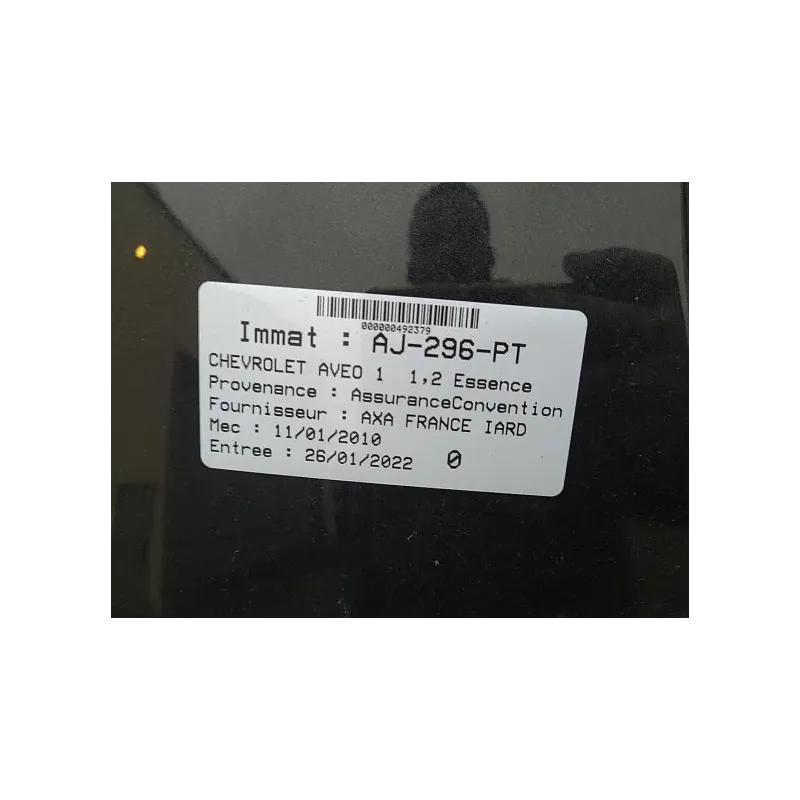 000000492379
Immat : AJ-296-PT
CHEVROLET AVEO 1 1,2 Essence
Provenance : AssuranceConvention
Fournisseur : AXA FRANCE IARD
Mec : 11/01/2010
Entree : 26/01/2022 0